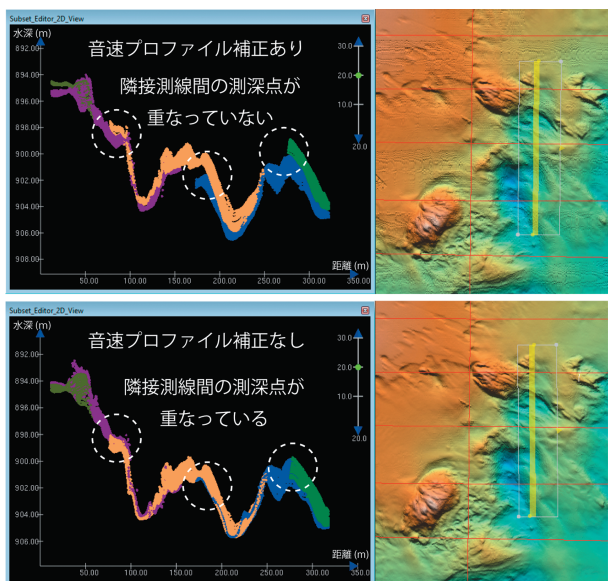 Subset_Editor_2D_View
水深
(m)
892.00
894.00
896.00
898.00
900.00
902.00
904.00
906.00
908.00
音速プロファイル補正あり
隣接測線間の測深点が
重なっていない
30.0
20.0
10.0
20.0
距離 (m)
50.00 100.00 150.00 200.00 250.00 300.00 350.00
Subset_Editor_2D_View
水深
(m)
892.00
894.00
896.00
898.00
900.00
902.00
904.00
906.00
音速プロファイル補正なし
隣接測線間の測深点が
重なっている
30.0
20.0
10.0
20.0
距離 (m)
50.00 100.00 150.00 200.00 250.00 300.00 350.00